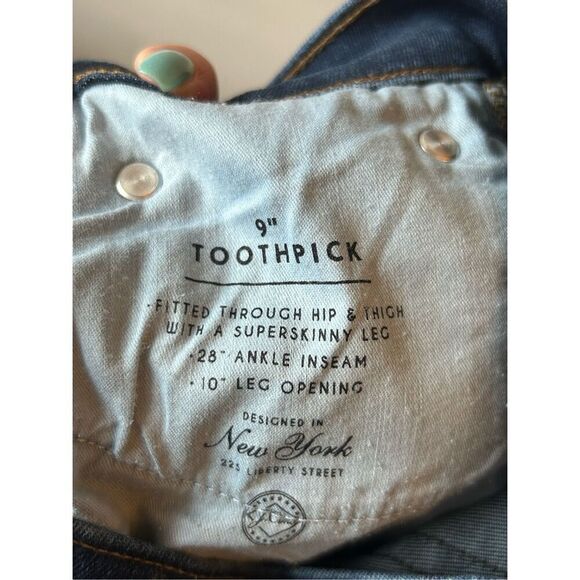 9"
TOOTHPICK
·FITTED THROUGH HIP & THIGH
WITH A SUPERSKINNY LEG
·28" ANKLE INSEAM
·10" LEG OPENING
DESIGNED IN
New York
225 LIBERTY STREET